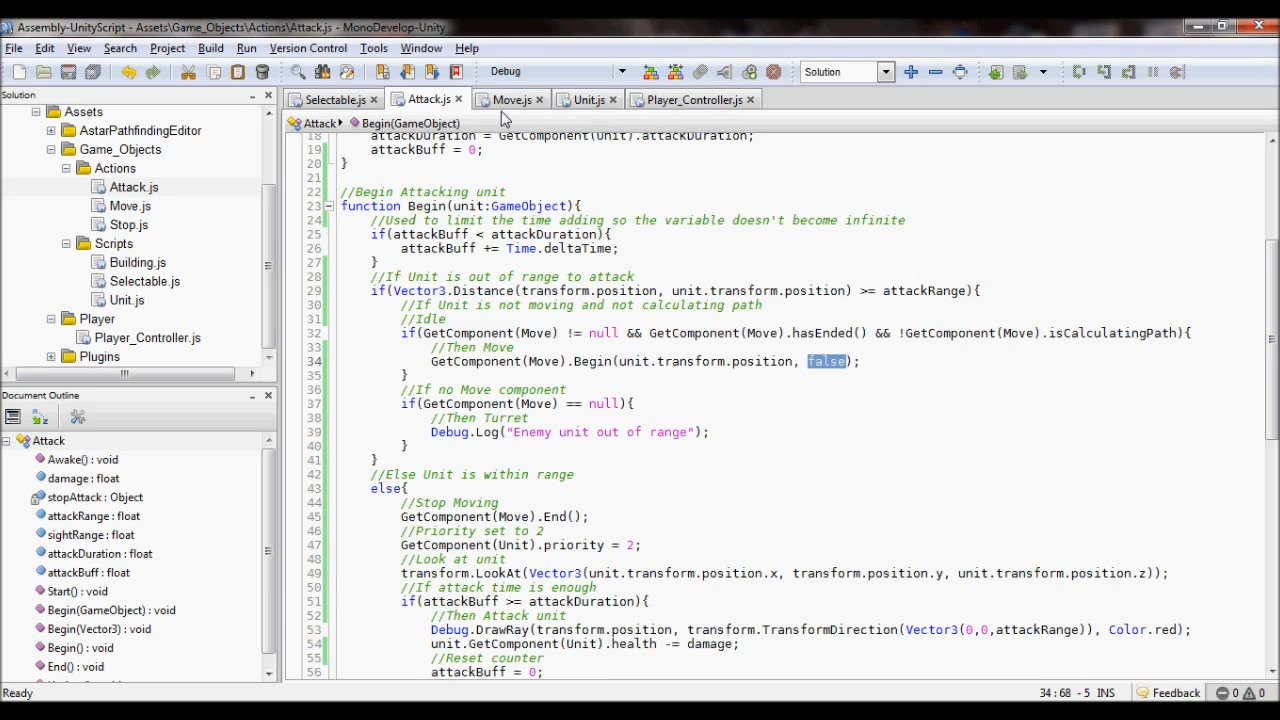 Assembly-UnityScript - Assets\Game_Objects\Actions\Attack.js - MonoDevelop-Unity
File Edit View Search Project Build Run Version Control Tools Window Help
Debug Solution
Solution
Assets
AstarPathfindingEditor
Game_Objects
Actions
Attack.js
Move.js
Stop.js
Scripts
Building.js
Selectable.js
Unit.js
Player
Player_Controller.js
Plugins
Document Outline
Attack
Awake() : void
damage : float
stopAttack : Object
attackRange : float
sightRange : float
attackDuration : float
attackBuff : float
Start() : void
Begin(GameObject) : void
Begin(Vector3) : void
Begin() : void
End() : void
Selectable.js Attack.js Move.js Unit.js Player_Controller.js
Attack Begin(GameObject)
18 attackDuration = GetComponent(Unit).attackDuration;
19 attackBuff = 0;
20 }
21
22 //Begin Attacking unit
23 function Begin(unit:GameObject){
24 //Used to limit the time adding so the variable doesn't become infinite
25 if(attackBuff < attackDuration){
26 attackBuff += Time.deltaTime;
27 }
28 //If Unit is out of range to attack
29 if(Vector3.Distance(transform.position, unit.transform.position) >= attackRange){
30 //If Unit is not moving and not calculating path
31 //Idle
32 if(GetComponent(Move) != null && GetComponent(Move).hasEnded() && !GetComponent(Move).isCalculatingPath){
33 //Then Move
34 GetComponent(Move).Begin(unit.transform.position, false);
35 }
36 //If no Move component
37 if(GetComponent(Move) == null){
38 //Then Turret
39 Debug.Log("Enemy unit out of range");
40 }
41 }
42 //Else Unit is within range
43 else{
44 //Stop Moving
45 GetComponent(Move).End();
46 //Priority set to 2
47 GetComponent(Unit).priority = 2;
48 //Look at unit
49 transform.LookAt(Vector3(unit.transform.position.x, transform.position.y, unit.transform.position.z));
50 //If attack time is enough
51 if(attackBuff >= attackDuration){
52 //Then Attack unit
53 Debug.DrawRay(transform.position, transform.TransformDirection(Vector3(0,0,attackRange)), Color.red);
54 unit.GetComponent(Unit).health -= damage;
55 //Reset counter
56 attackBuff = 0;
Ready 34 : 68 - 5 INS Feedback 0 0